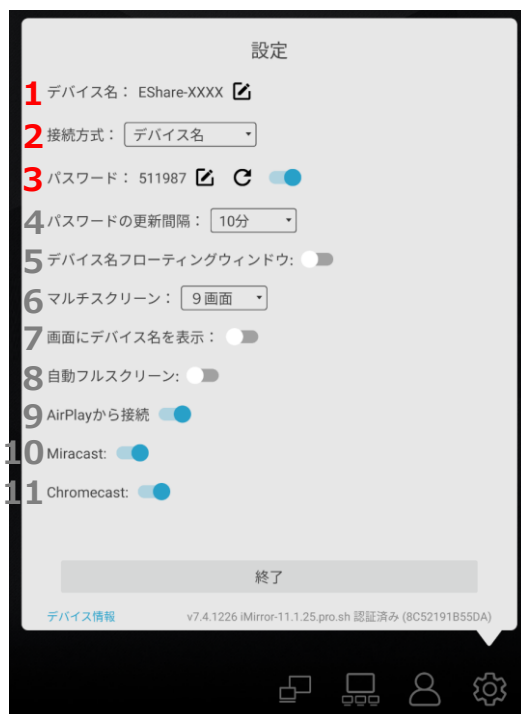 設定
1 デバイス名： EShare-XXXX
2 接続方式： デバイス名
3 パスワード： 511987
4 パスワードの更新間隔： 10分
5 デバイス名フローティングウィンドウ:
6 マルチスクリーン： 9画面
7 画面にデバイス名を表示：
8 自動フルスクリーン:
9 AirPlayから接続
10 Miracast:
11 Chromecast:
終了
デバイス情報 v7.4.1226 iMirror-11.1.25.pro.sh 認証済み (8C52191B55DA)